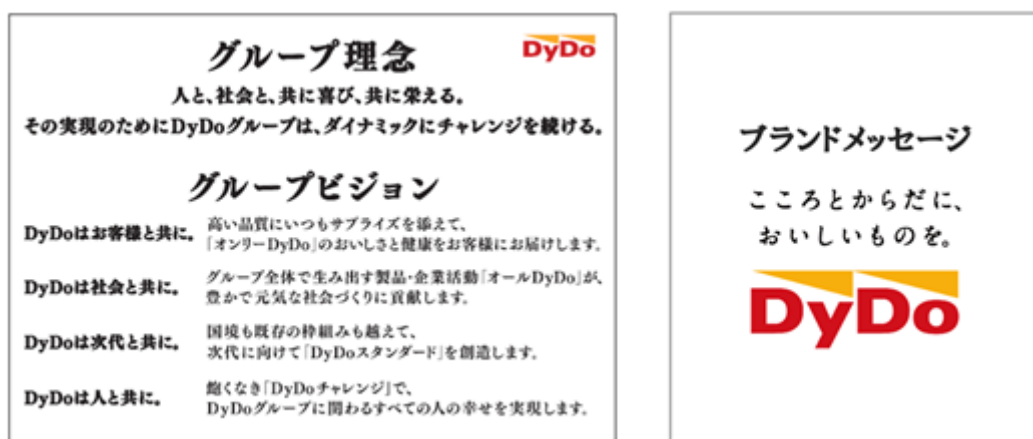 グループ理念
DyDo
人と、社会と、共に喜び、共に栄える。
その実現のためにDyDoグループは、ダイナミックにチャレンジを続ける。
グループビジョン
DyDoはお客様と共に。
高い品質にいつもサプライズを添えて、
「オンリーDyDo」のおいしさと健康をお客様にお届けします。
DyDoは社会と共に。
グループ全体で生み出す製品・企業活動「オールDyDo」が、
豊かで元気な社会づくりに貢献します。
DyDoは次代と共に。
国境も既存の枠組みも越えて、
次代に向けて「DyDoスタンダード」を創造します。
DyDoは人と共に。
飽くなき「DyDoチャレンジ」で、
DyDoグループに関わるすべての人の幸せを実現します。
ブランドメッセージ
こころとからだに、
おいしいものを。
DyDo